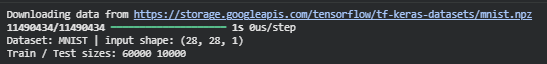 Downloading data from https://storage.googleapis.com/tensorflow/tf-keras-datasets/mnist.npz
11490434/11490434 ━━━━━━━━━━━━━━━━━━━━ 1s 0us/step
Dataset: MNIST | input shape: (28, 28, 1)
Train / Test sizes: 60000 10000